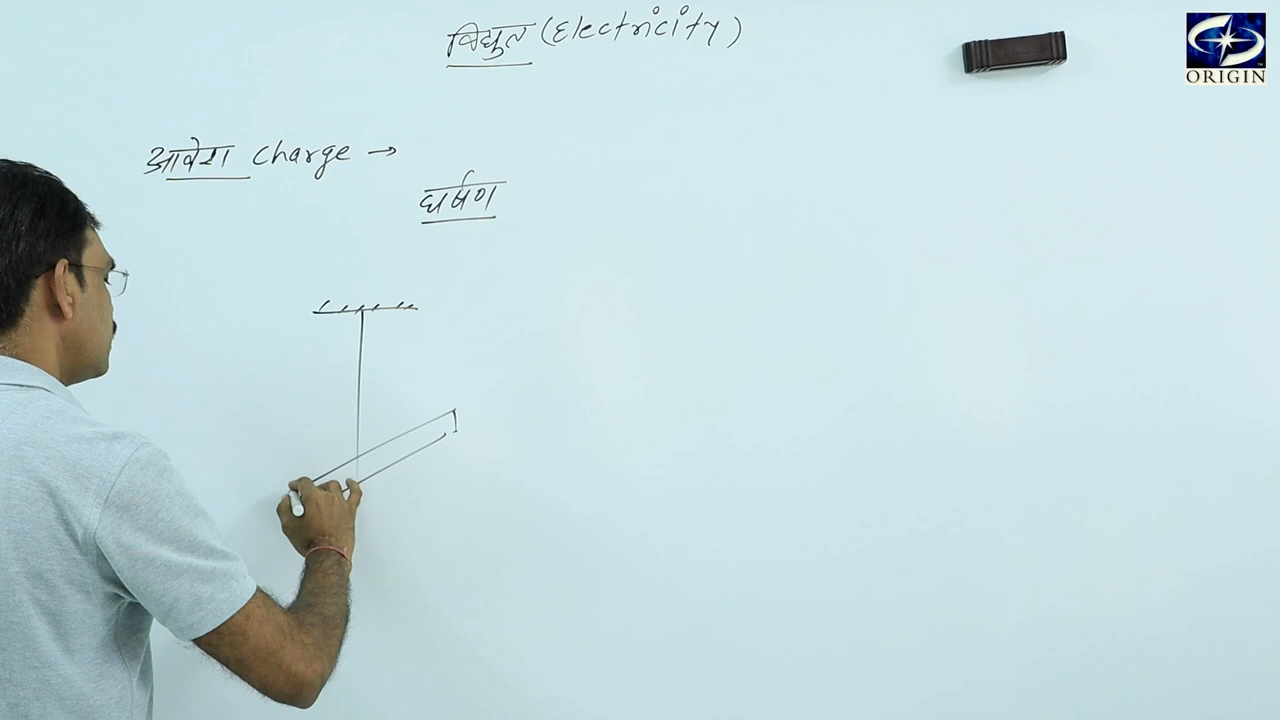 विद्युत (Electricity)
ORIGIN
आवेश charge →
घर्षण